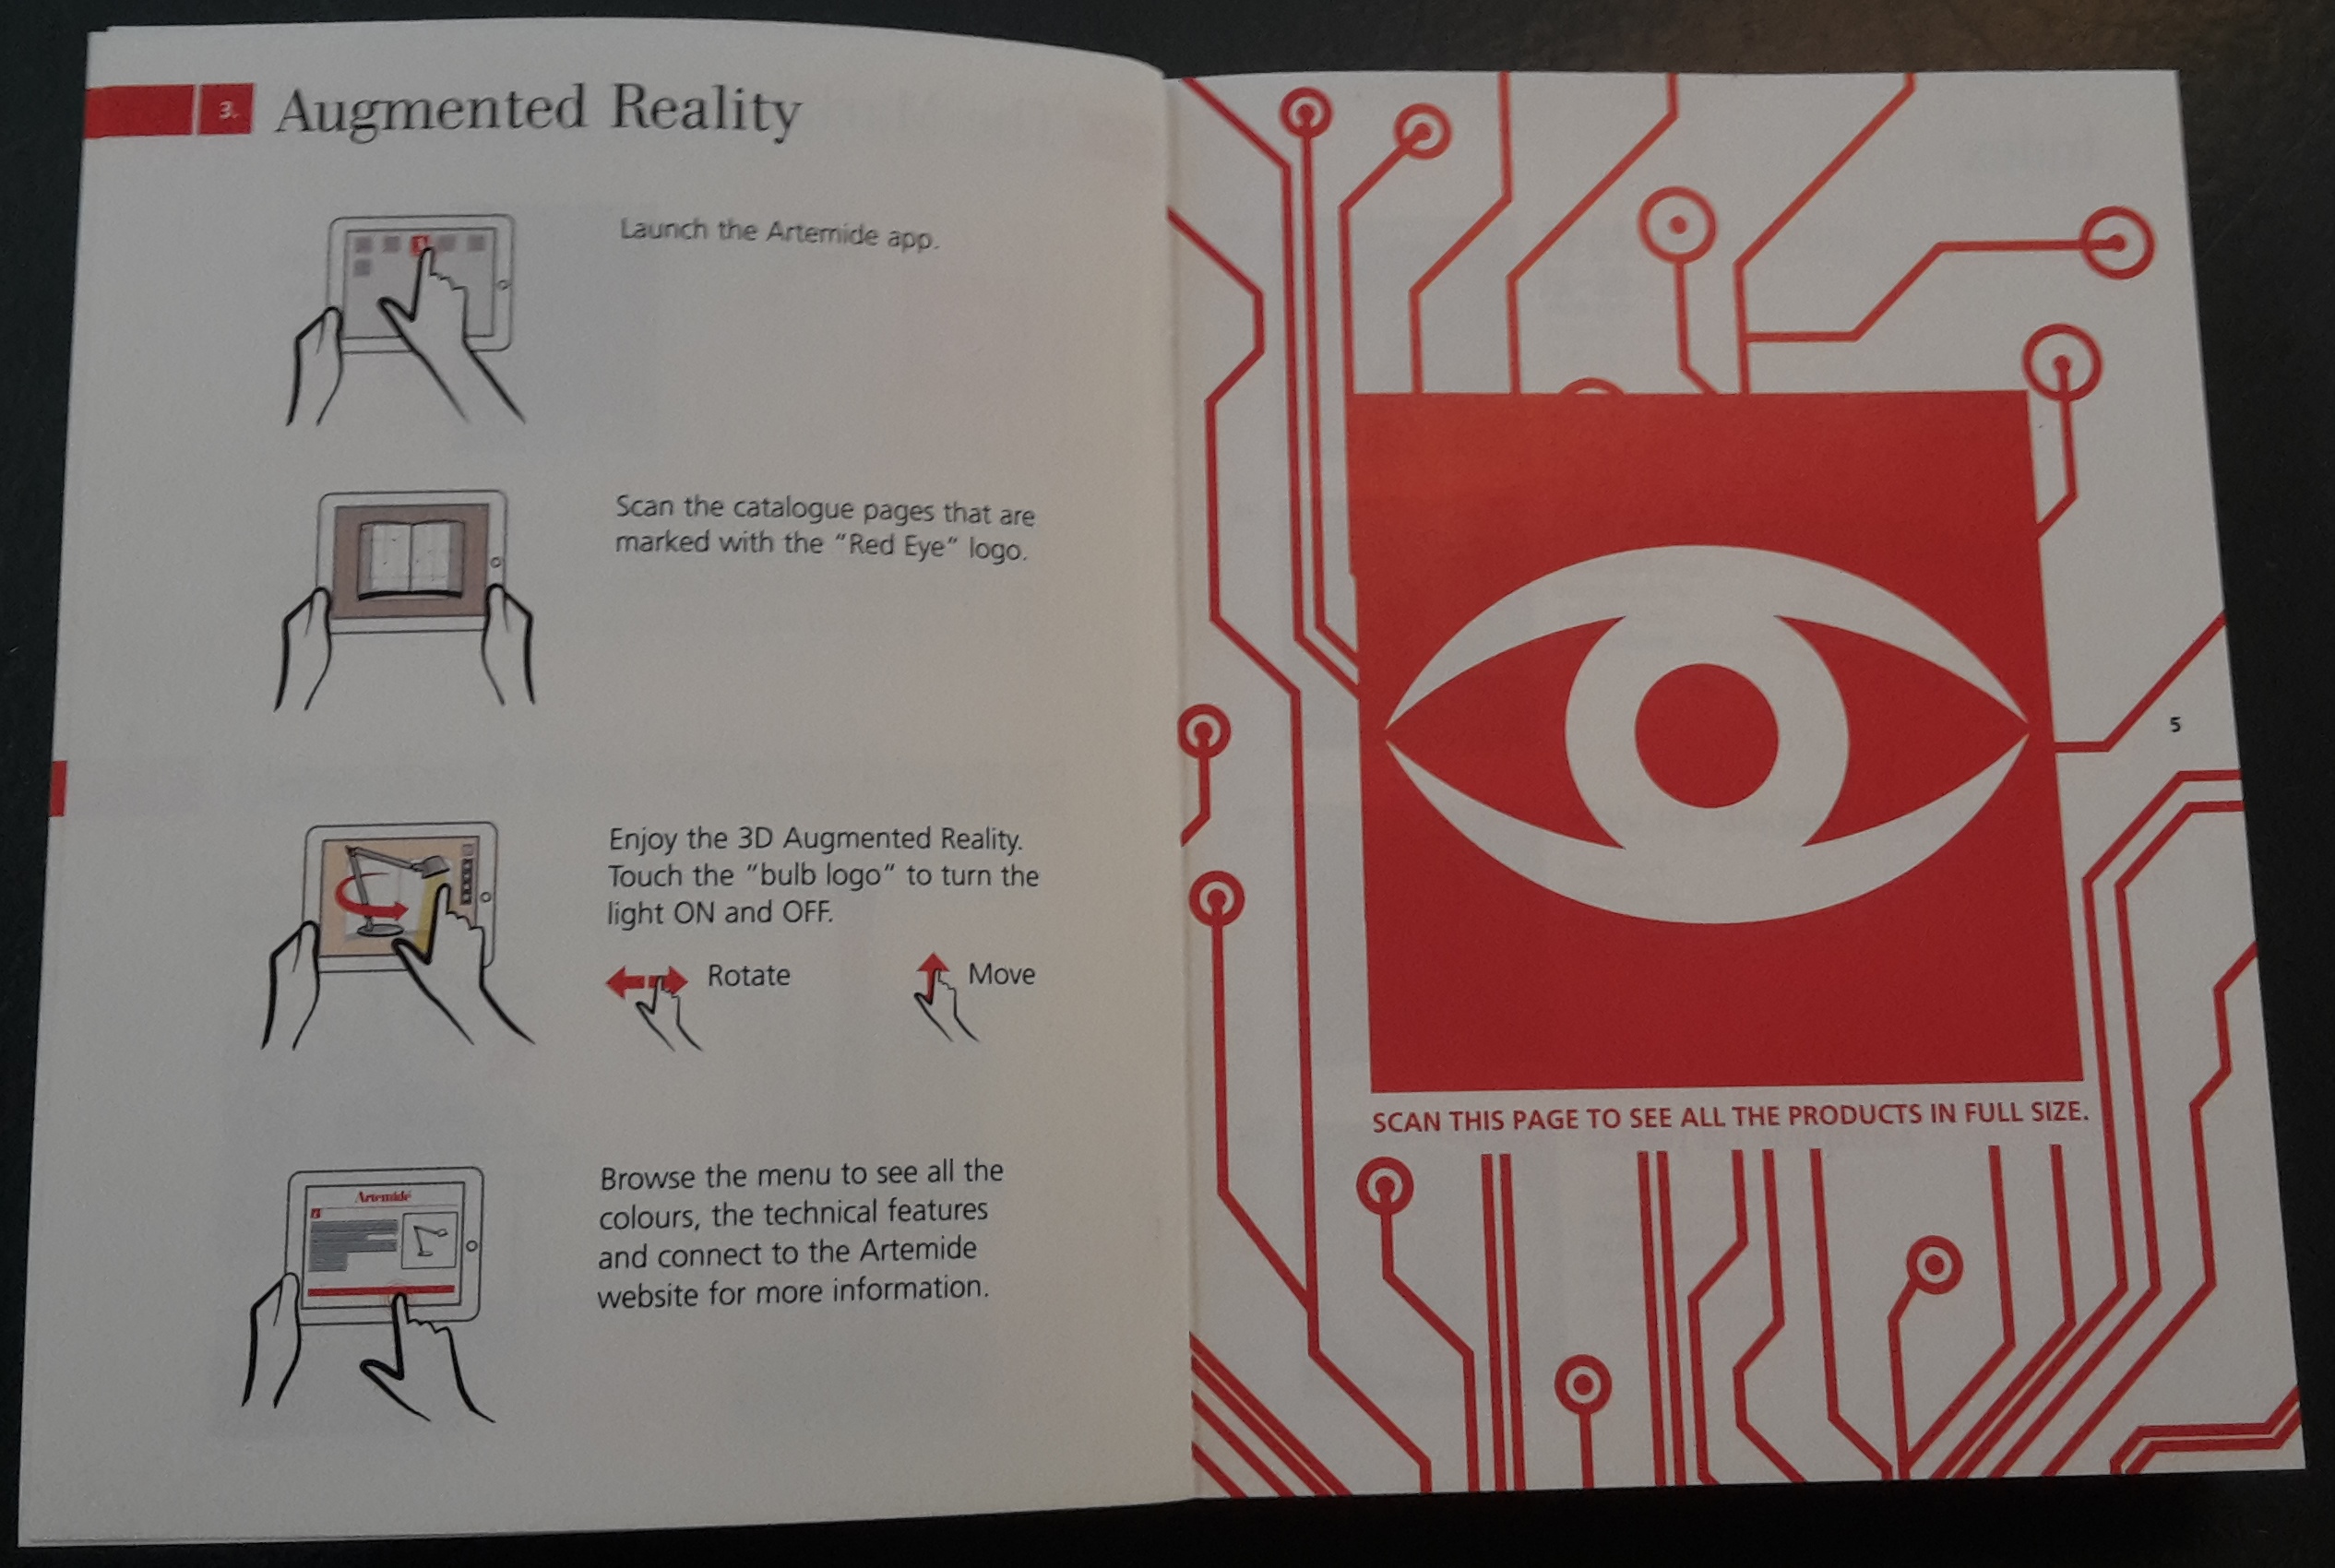 3. Augmented Reality
Launch the Artemide app.
Scan the catalogue pages that are
marked with the "Red Eye" logo.
Enjoy the 3D Augmented Reality.
Touch the "bulb logo" to turn the
light ON and OFF.
Rotate
Move
Artemide
Browse the menu to see all the
colours, the technical features
and connect to the Artemide
website for more information.
SCAN THIS PAGE TO SEE ALL THE PRODUCTS IN FULL SIZE.
5